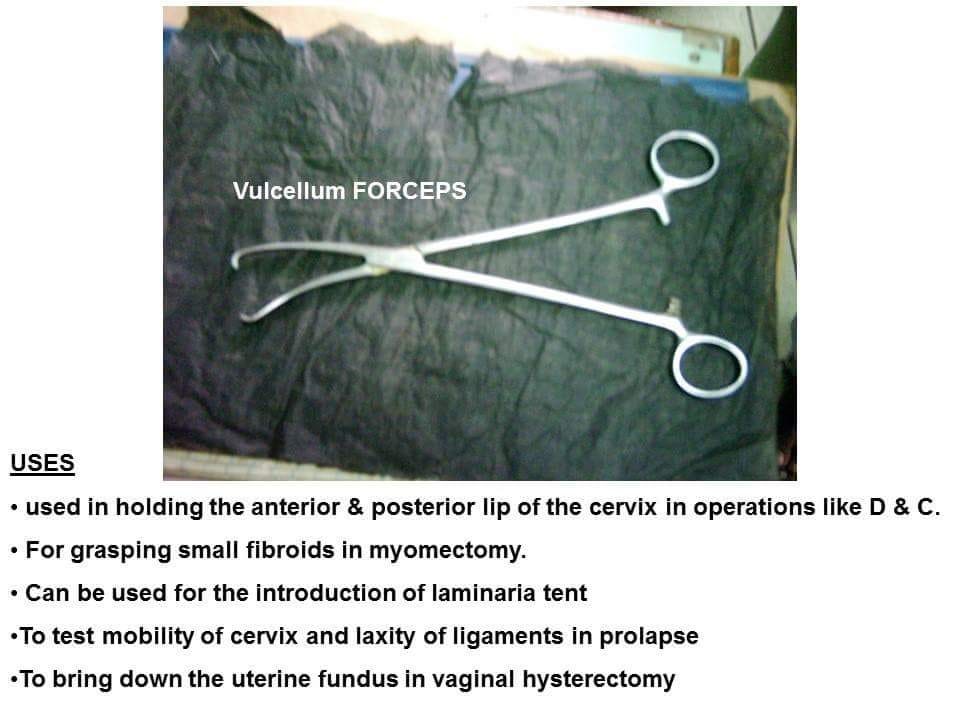 Vulcellum FORCEPS
USES
• used in holding the anterior & posterior lip of the cervix in operations like D & C.
• For grasping small fibroids in myomectomy.
• Can be used for the introduction of laminaria tent
•To test mobility of cervix and laxity of ligaments in prolapse
•To bring down the uterine fundus in vaginal hysterectomy